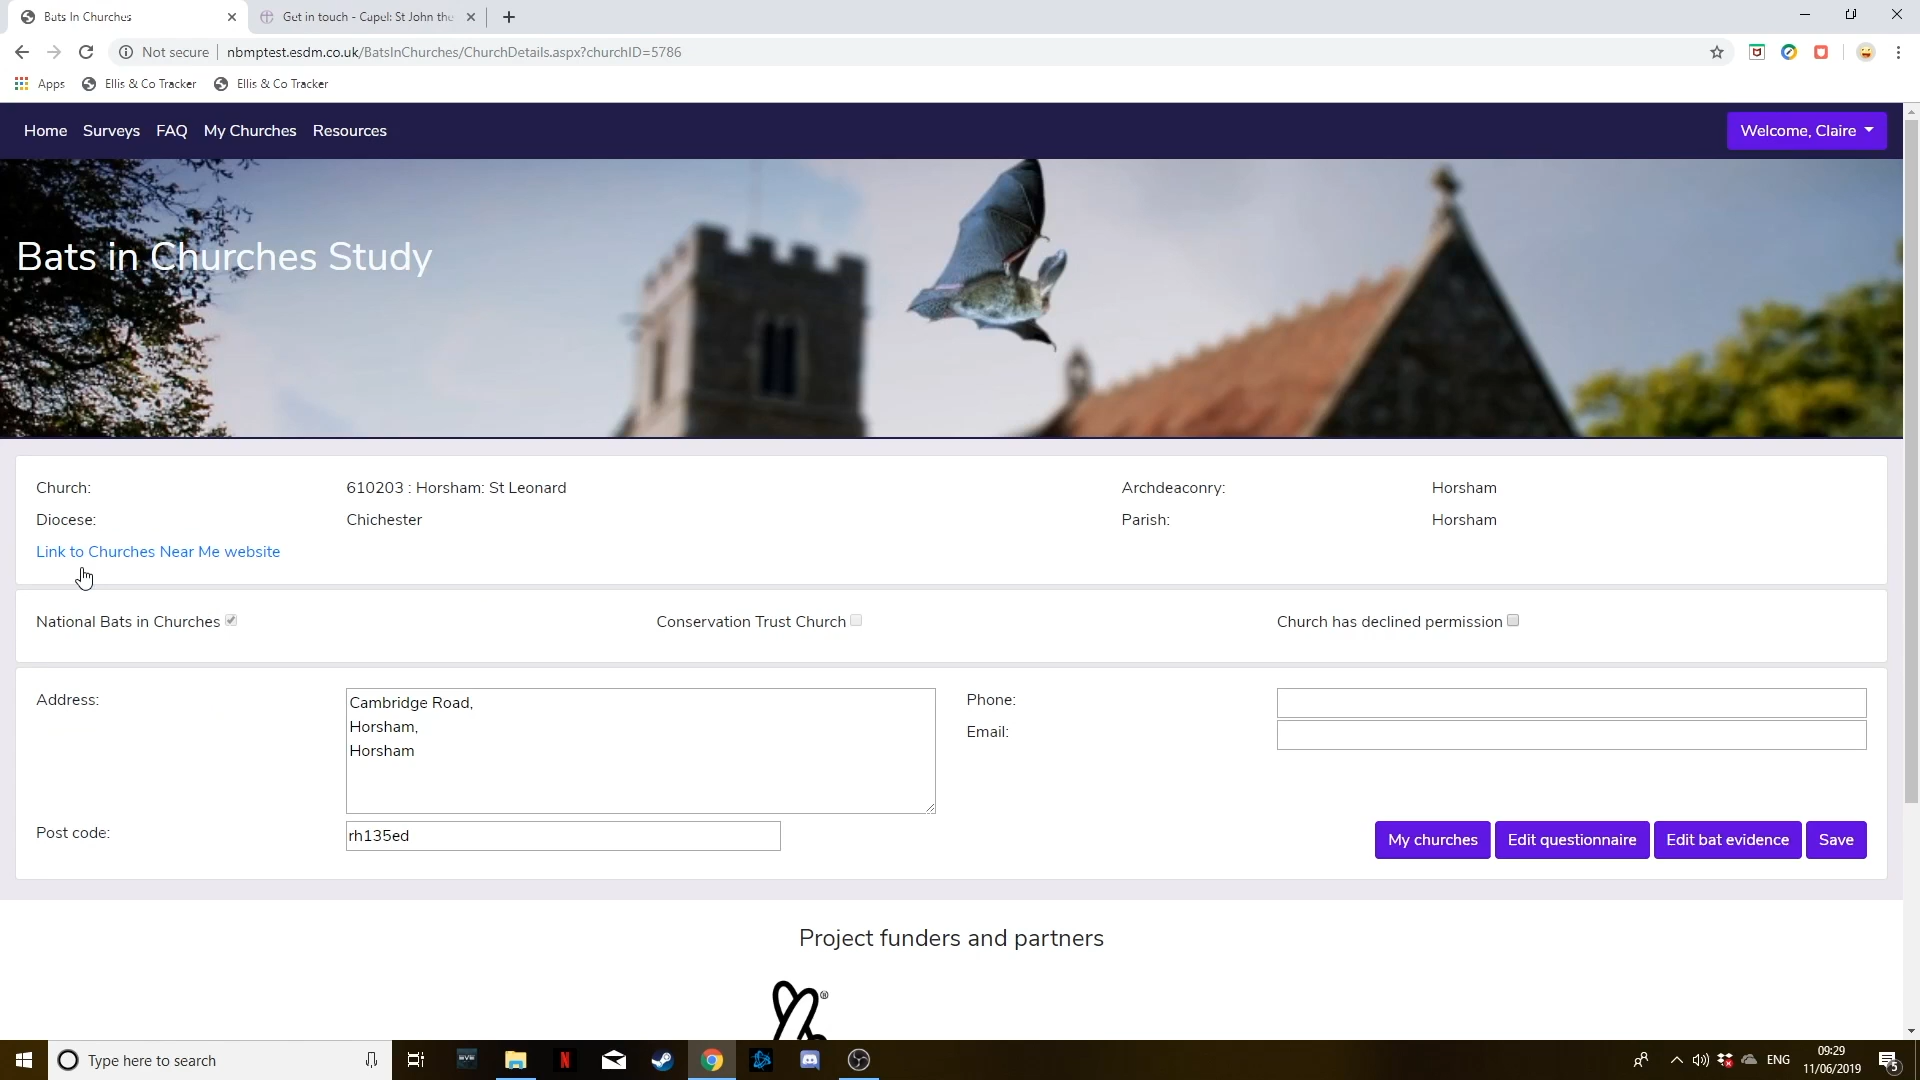 Bats In Churches
Get in touch - Capel: St John the
Not secure
nbmptest.esdm.co.uk/BatsInChurches/ChurchDetails.aspx?churchID=5786
Apps
Ellis & Co Tracker
Ellis & Co Tracker
Home Surveys FAQ My Churches Resources
Welcome, Claire
Bats in Churches Study
Church: 610203 : Horsham: St Leonard Archdeaconry: Horsham
Diocese: Chichester Parish: Horsham
Link to Churches Near Me website
National Bats in Churches Conservation Trust Church Church has declined permission
Address:
Cambridge Road,
Horsham,
Horsham
Phone:
Email:
Post code: rh135ed
My churches Edit questionnaire Edit bat evidence Save
Project funders and partners
®
Type here to search
EVE
N
ENG
09:29
11/06/2019
5